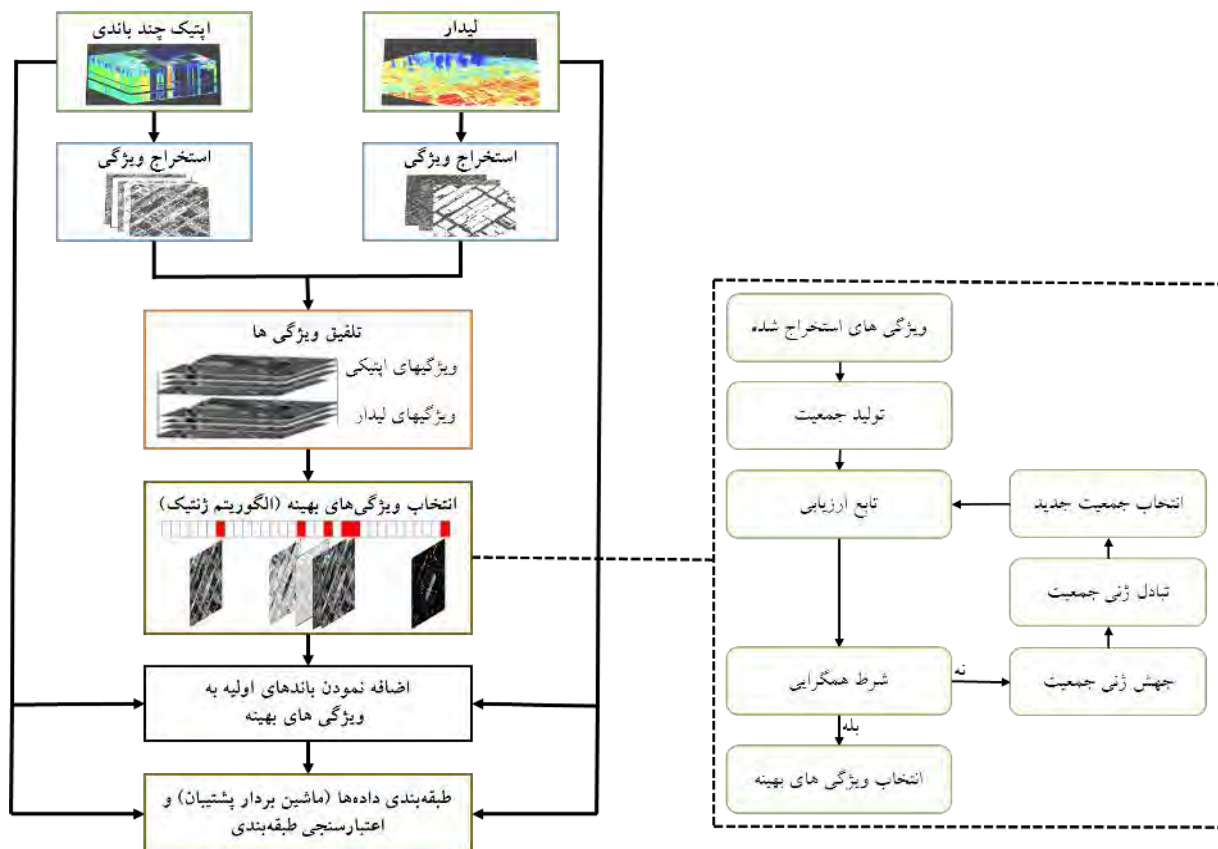 اپتیک چند باندی
لیدار
استخراج ویژگی
استخراج ویژگی
تلفیق ویژگی ها
ویژگیهای اپتیکی
ویژگیهای لیدار
انتخاب ویژگی‌های بهینه (الگوریتم ژنتیک)
اضافه نمودن باندهای اولیه به
ویژگی های بهینه
طبقه‌بندی داده‌ها (ماشین بردار پشتیبان) و
اعتبارسنجی طبقه‌بندی
ویژگی های استخراج شده
تولید جمعیت
تابع ارزیابی
انتخاب جمعیت جدید
تبادل ژنی جمعیت
جهش ژنی جمعیت
شرط همگرایی
نه
بله
انتخاب ویژگی های بهینه